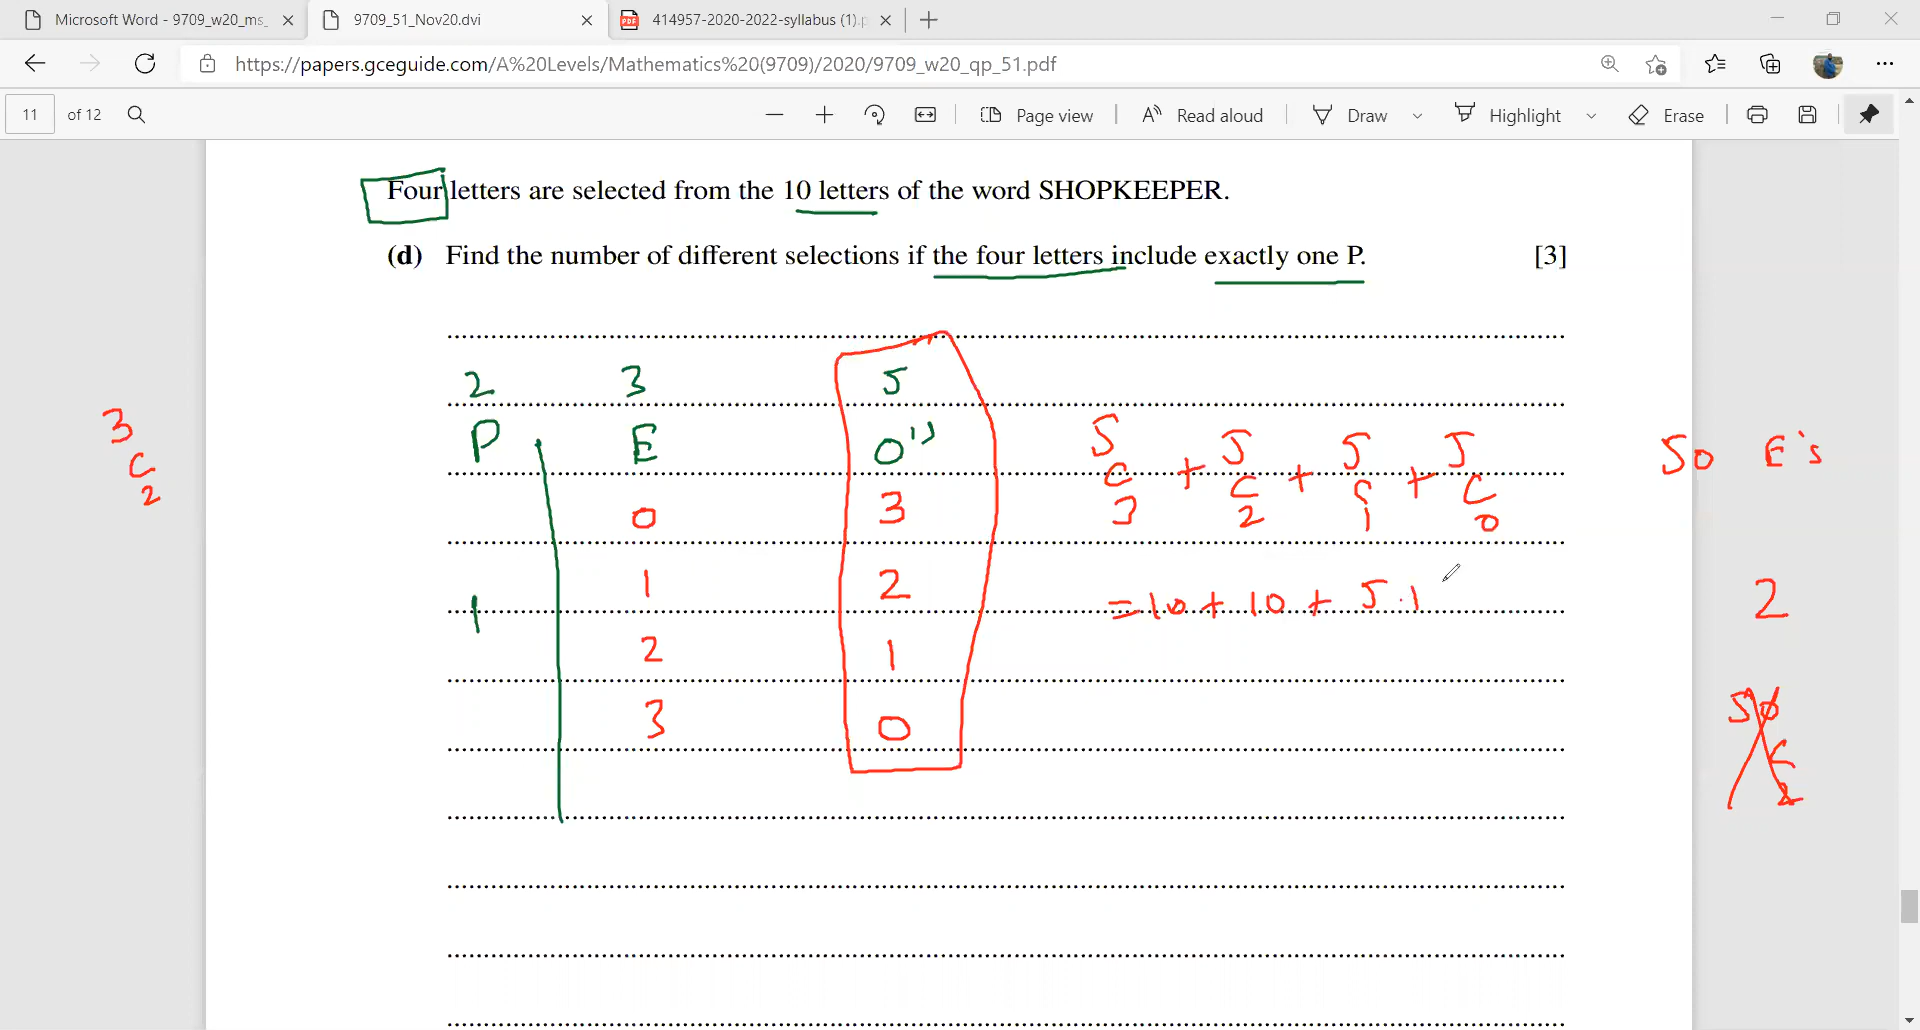 Microsoft Word - 9709_w20_ms_
9709_51_Nov20.dvi
414957-2020-2022-syllabus (1).p
https://papers.gceguide.com/A%20Levels/Mathematics%20(9709)/2020/9709_w20_qp_51.pdf
11 of 12
Page view
Read aloud
Draw
Highlight
Erase
Four letters are selected from the 10 letters of the word SHOPKEEPER.
(d) Find the number of different selections if the four letters include exactly one P. [3]
2 3 5
P E O's
0 3
1 2
1
2 1
3 0
5C3 + 5C2 + 5C1 + 5C0
= 10 + 10 + 5 . 1
3C2
50 E's
2
50C2